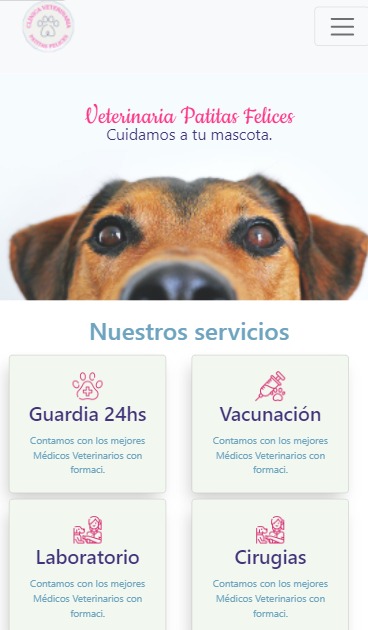 CLINICA VETERINARIA
PATITAS FELICES
Veterinaria Patitas Felices
Cuidamos a tu mascota.
Nuestros servicios
Guardia 24hs
Contamos con los mejores
Médicos Veterinarios con
formaci.
Vacunación
Contamos con los mejores
Médicos Veterinarios con
formaci.
Laboratorio
Contamos con los mejores
Médicos Veterinarios con
formaci.
Cirugias
Contamos con los mejores
Médicos Veterinarios con
formaci.